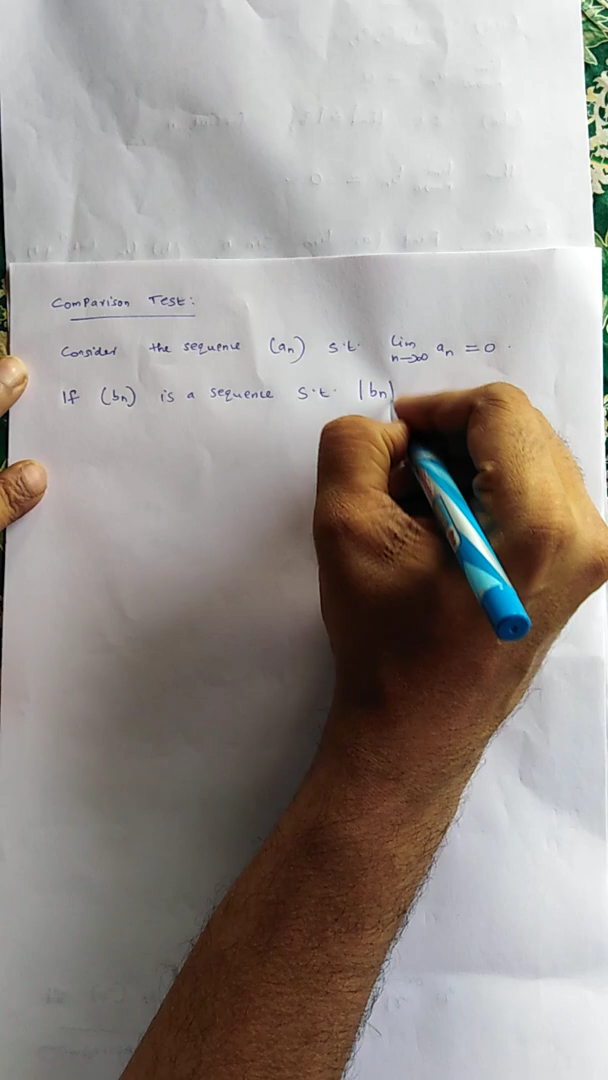 Comparison Test:
Consider the sequence (an) s.t. lim n→∞ an = 0.
If (bn) is a sequence s.t. |bn|